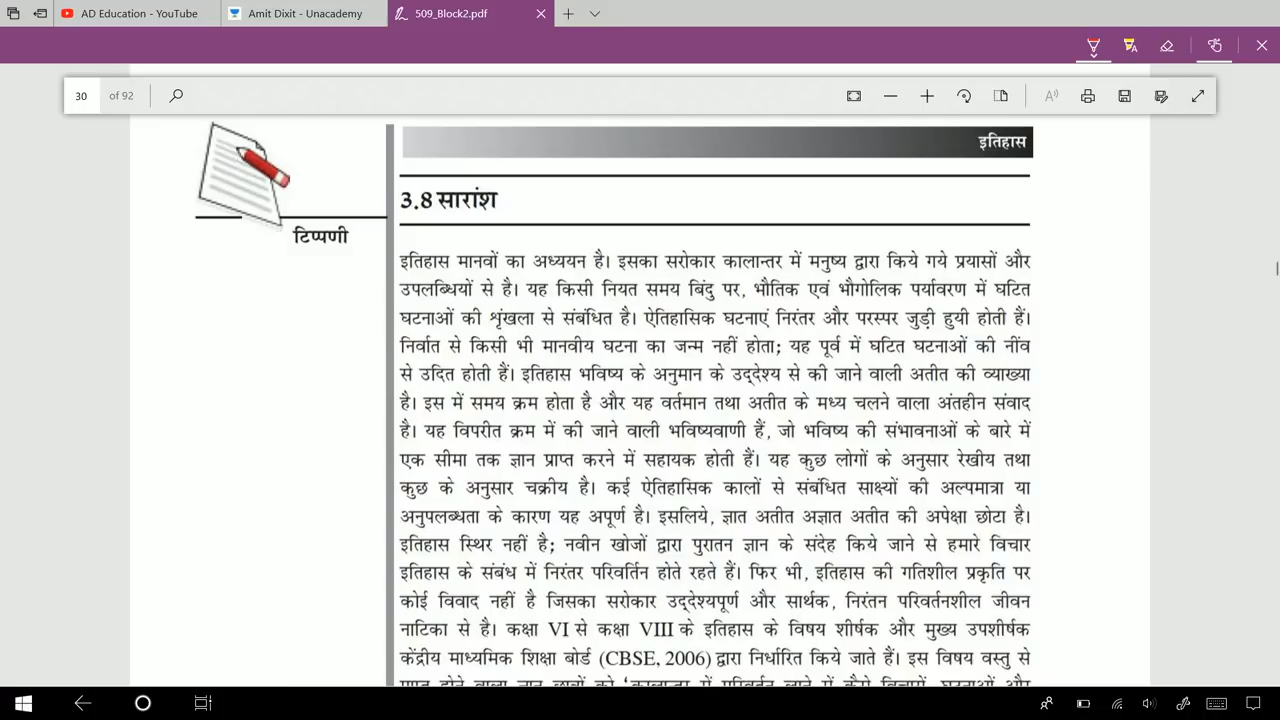 AD Education - YouTube
Amit Dixit - Unacademy
509_Block2.pdf
30 of 92
इतिहास
3.8 सारांश
टिप्पणी
इतिहास मानवों का अध्ययन है। इसका सरोकार कालान्तर में मनुष्य द्वारा किये गये प्रयासों और
उपलब्धियों से है। यह किसी नियत समय बिंदु पर, भौतिक एवं भौगोलिक पर्यावरण में घटित
घटनाओं की शृंखला से संबंधित है। ऐतिहासिक घटनाएं निरंतर और परस्पर जुड़ी हुयी होती हैं।
निर्वात से किसी भी मानवीय घटना का जन्म नहीं होता; यह पूर्व में घटित घटनाओं की नींव
से उदित होती हैं। इतिहास भविष्य के अनुमान के उद्देश्य से की जाने वाली अतीत की व्याख्या
है। इस में समय क्रम होता है और यह वर्तमान तथा अतीत के मध्य चलने वाला अंतहीन संवाद
है। यह विपरीत क्रम में की जाने वाली भविष्यवाणी हैं, जो भविष्य की संभावनाओं के बारे में
एक सीमा तक ज्ञान प्राप्त करने में सहायक होती हैं। यह कुछ लोगों के अनुसार रेखीय तथा
कुछ के अनुसार चक्रीय है। कई ऐतिहासिक कालों से संबंधित साक्ष्यों की अल्पमात्रा या
अनुपलब्धता के कारण यह अपूर्ण है। इसलिये, ज्ञात अतीत अज्ञात अतीत की अपेक्षा छोटा है।
इतिहास स्थिर नहीं है; नवीन खोजों द्वारा पुरातन ज्ञान के संदेह किये जाने से हमारे विचार
इतिहास के संबंध में निरंतर परिवर्तिन होते रहते हैं। फिर भी, इतिहास की गतिशील प्रकृति पर
कोई विवाद नहीं है जिसका सरोकार उद्देश्यपूर्ण और सार्थक, निरंतन परिवर्तनशील जीवन
नाटिका से है। कक्षा VI से कक्षा VIII के इतिहास के विषय शीर्षक और मुख्य उपशीर्षक
केंद्रीय माध्यमिक शिक्षा बोर्ड (CBSE, 2006) द्वारा निर्धारित किये जाते हैं। इस विषय वस्तु से